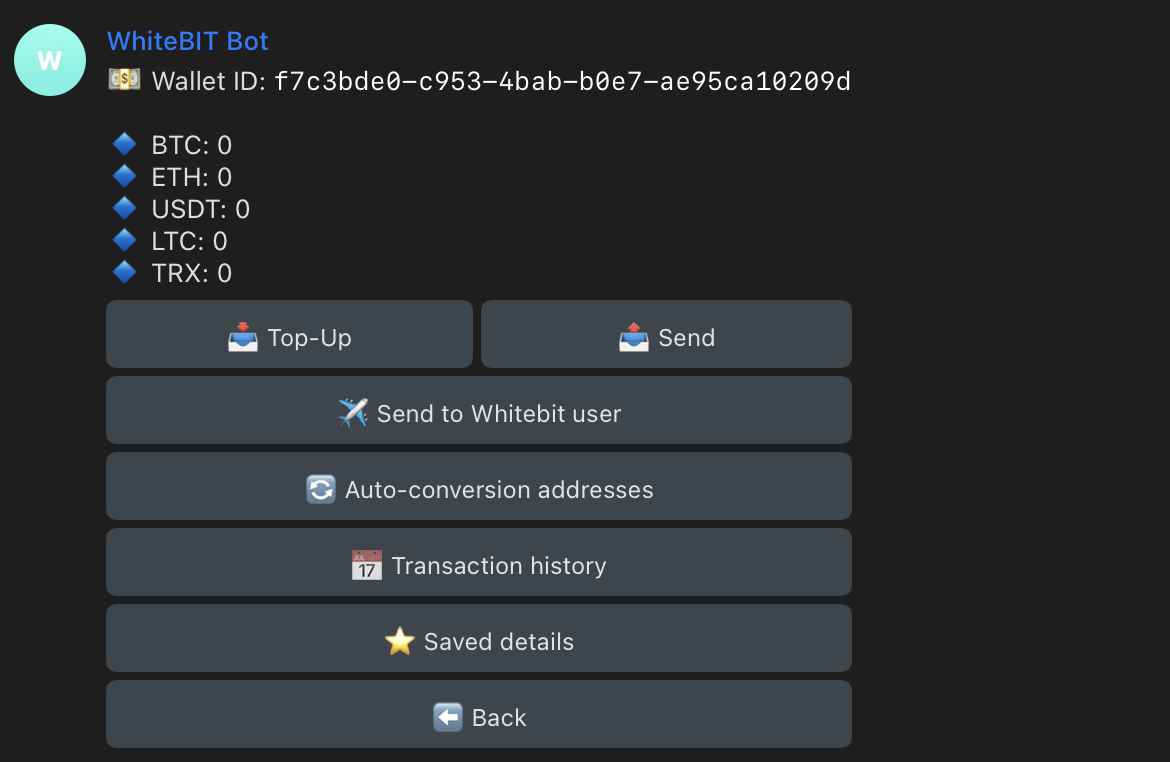 W
WhiteBIT Bot
💵 Wallet ID: f7c3bde0-c953-4bab-b0e7-ae95ca10209d
🔷 BTC: 0
🔷 ETH: 0
🔷 USDT: 0
🔷 LTC: 0
🔷 TRX: 0
📥 Top-Up
📤 Send
✈️ Send to Whitebit user
🔄 Auto-conversion addresses
📅 Transaction history
⭐ Saved details
⬅️ Back